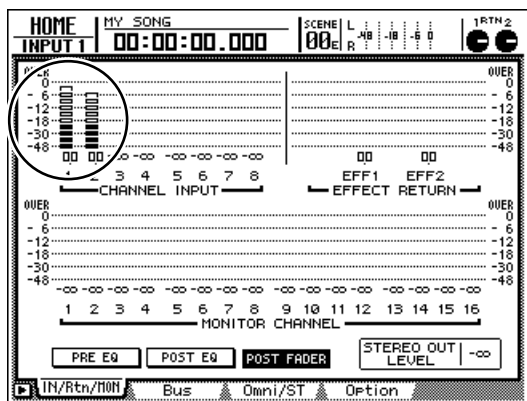 HOME
INPUT 1
MY SONG
00:00:00.000
SCENE
00E
L
R
-48 -18 -6 0
1 RTN 2
OVER OVER
0 0
- 6 - 6
-12 -12
-18 -18
-30 -30
-48 -48
00 00 -∞ -∞ -∞ -∞ -∞ -∞ 00 00
1 2 3 4 5 6 7 8 EFF1 EFF2
CHANNEL INPUT EFFECT RETURN
OVER OVER
0 0
- 6 - 6
-12 -12
-18 -18
-30 -30
-48 -48
-∞ -∞ -∞ -∞ -∞ -∞ -∞ -∞ -∞ -∞ -∞ -∞ -∞ -∞ -∞ -∞
1 2 3 4 5 6 7 8 9 10 11 12 13 14 15 16
MONITOR CHANNEL
PRE EQ POST EQ POST FADER
STEREO OUT
LEVEL
-∞
IN/Rtn/MON Bus Omni/ST Option